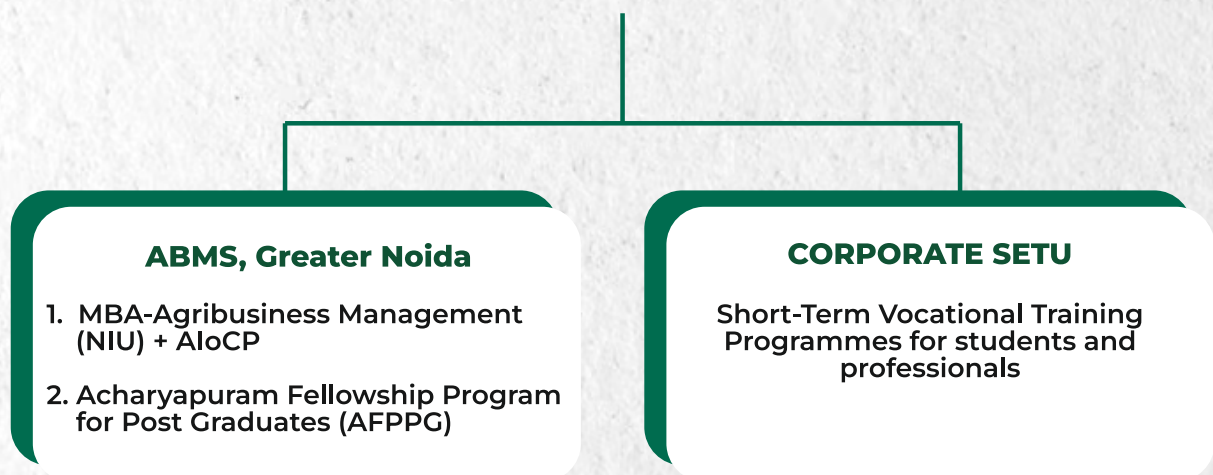 ABMS, Greater Noida
1. MBA-Agribusiness Management
(NIU) + AIoCP
2. Acharyapuram Fellowship Program
for Post Graduates (AFPPG)
CORPORATE SETU
Short-Term Vocational Training
Programmes for students and
professionals